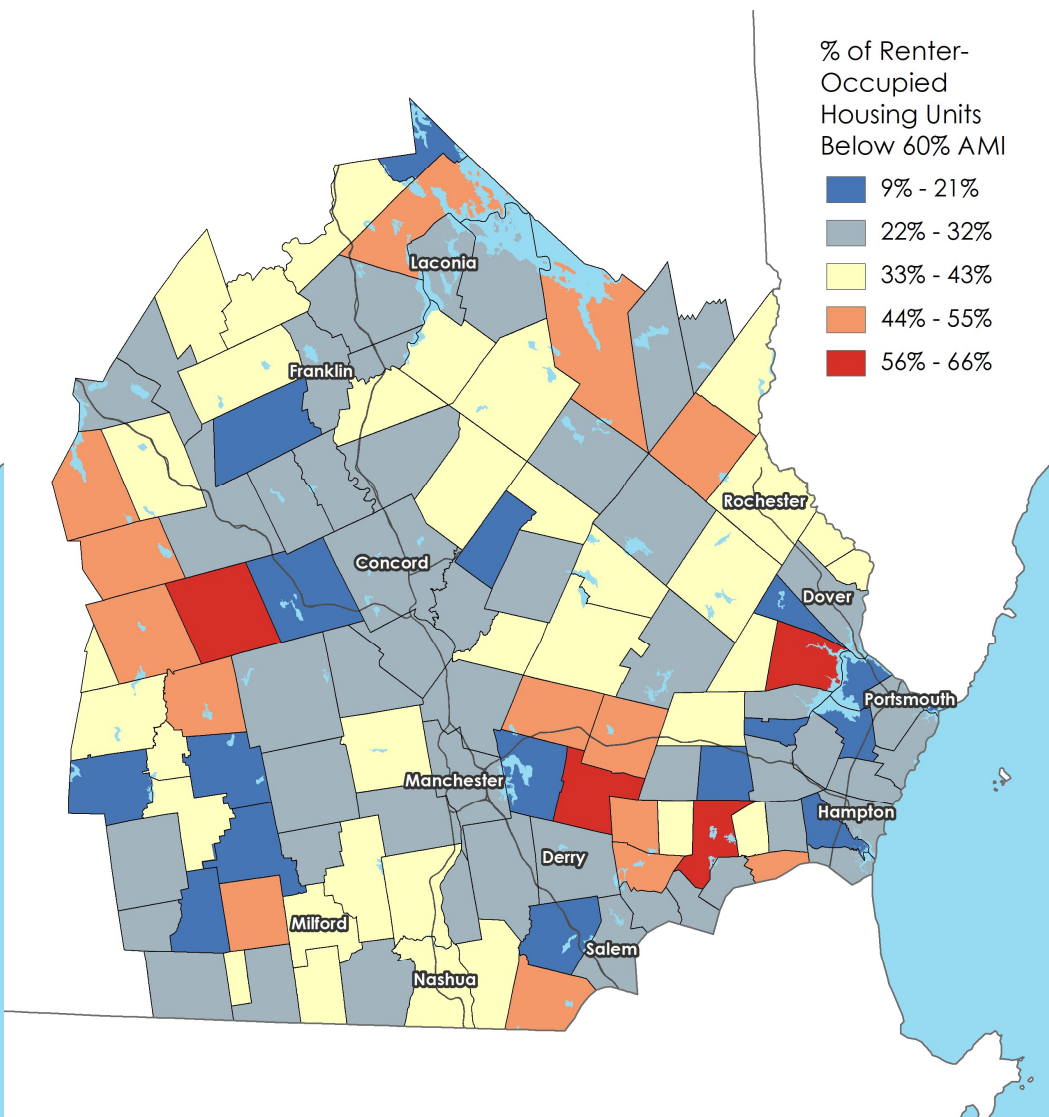 % of Renter-
Occupied
Housing Units
Below 60% AMI
9% - 21%
22% - 32%
33% - 43%
44% - 55%
56% - 66%
Laconia
Franklin
Rochester
Concord
Dover
Portsmouth
Manchester
Hampton
Derry
Milford
Salem
Nashua